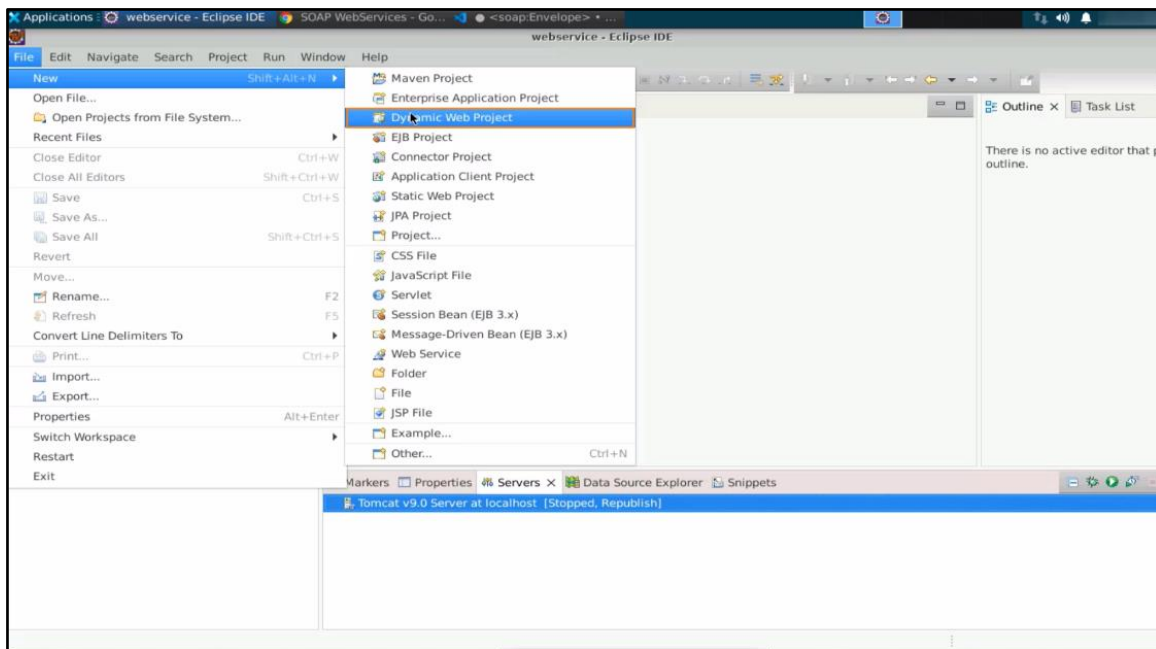 Applications : webservice - Eclipse IDE SOAP WebServices - Go... <soap:Envelope> • ...
webservice - Eclipse IDE
File Edit Navigate Search Project Run Window Help
New Shift+Alt+N
Open File...
Open Projects from File System...
Recent Files
Close Editor Ctrl+W
Close All Editors Shift+Ctrl+W
Save Ctrl+S
Save As...
Save All Shift+Ctrl+S
Revert
Move...
Rename... F2
Refresh F5
Convert Line Delimiters To
Print... Ctrl+P
Import...
Export...
Properties Alt+Enter
Switch Workspace
Restart
Exit
Maven Project
Enterprise Application Project
Dynamic Web Project
EJB Project
Connector Project
Application Client Project
Static Web Project
JPA Project
Project...
CSS File
JavaScript File
Servlet
Session Bean (EJB 3.x)
Message-Driven Bean (EJB 3.x)
Web Service
Folder
File
JSP File
Example...
Other... Ctrl+N
Outline Task List
There is no active editor that
outline.
Markers Properties Servers Data Source Explorer Snippets
Tomcat v9.0 Server at localhost [Stopped, Republish]